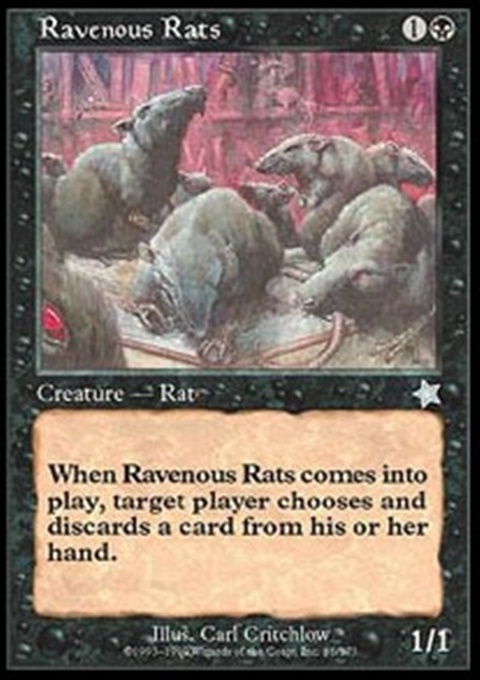 Ravenous Rats 1
Creature — Rat
When Ravenous Rats comes into
play, target player chooses and
discards a card from his or her
hand.
Illus. Carl Critchlow
1/1